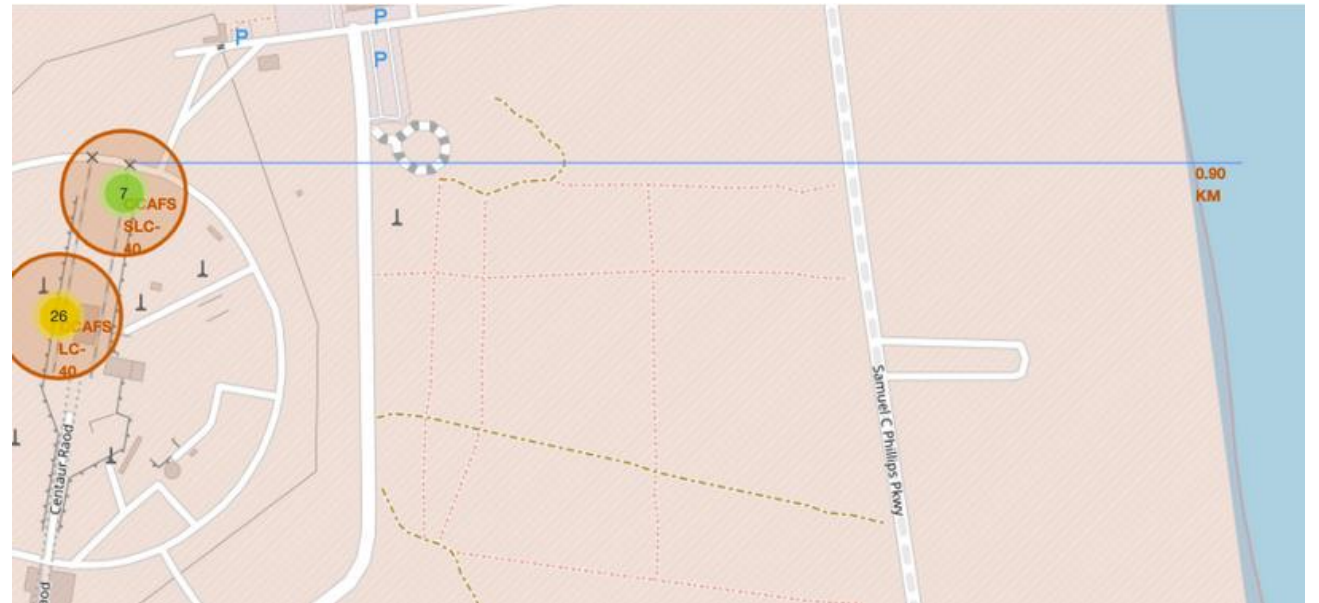 P
P
P
7
CCAFS
SLC-
40
0.90
KM
26
CCAFS
LC-
40
Samuel C Phillips Pkwy
Centaur Raod